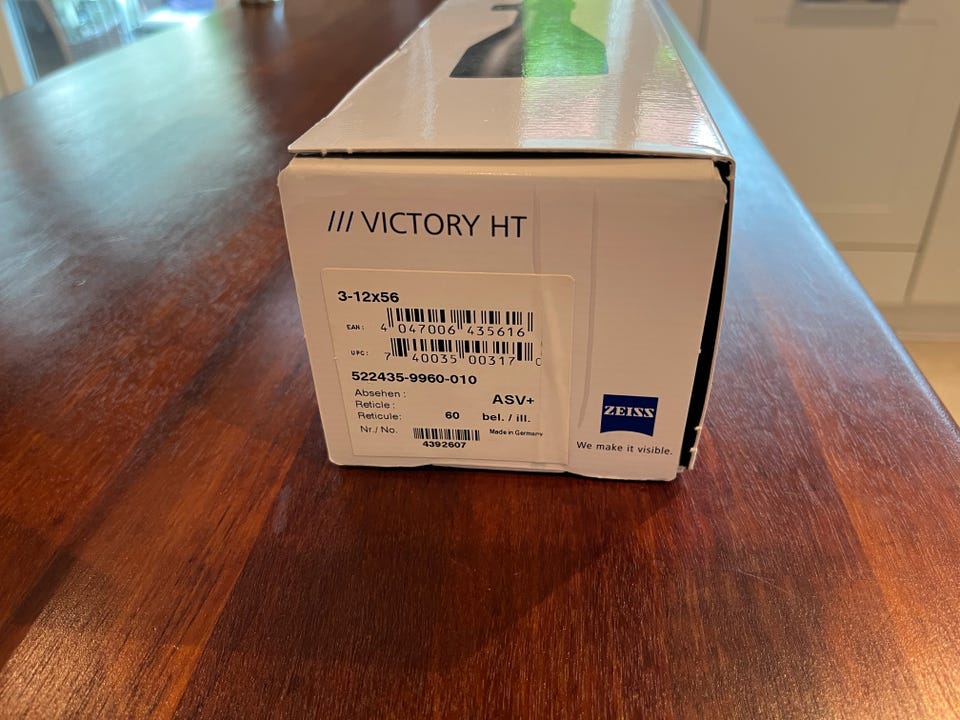 /// VICTORY HT
3-12x56
EAN: 4 047006 435616
UPC: 7 40035 00317 0
522435-9960-010
Absehen :
Reticle : ASV+
Reticule: 60 bel. / ill.
Nr./ No. Made in Germany
4392607
ZEISS
We make it visible.